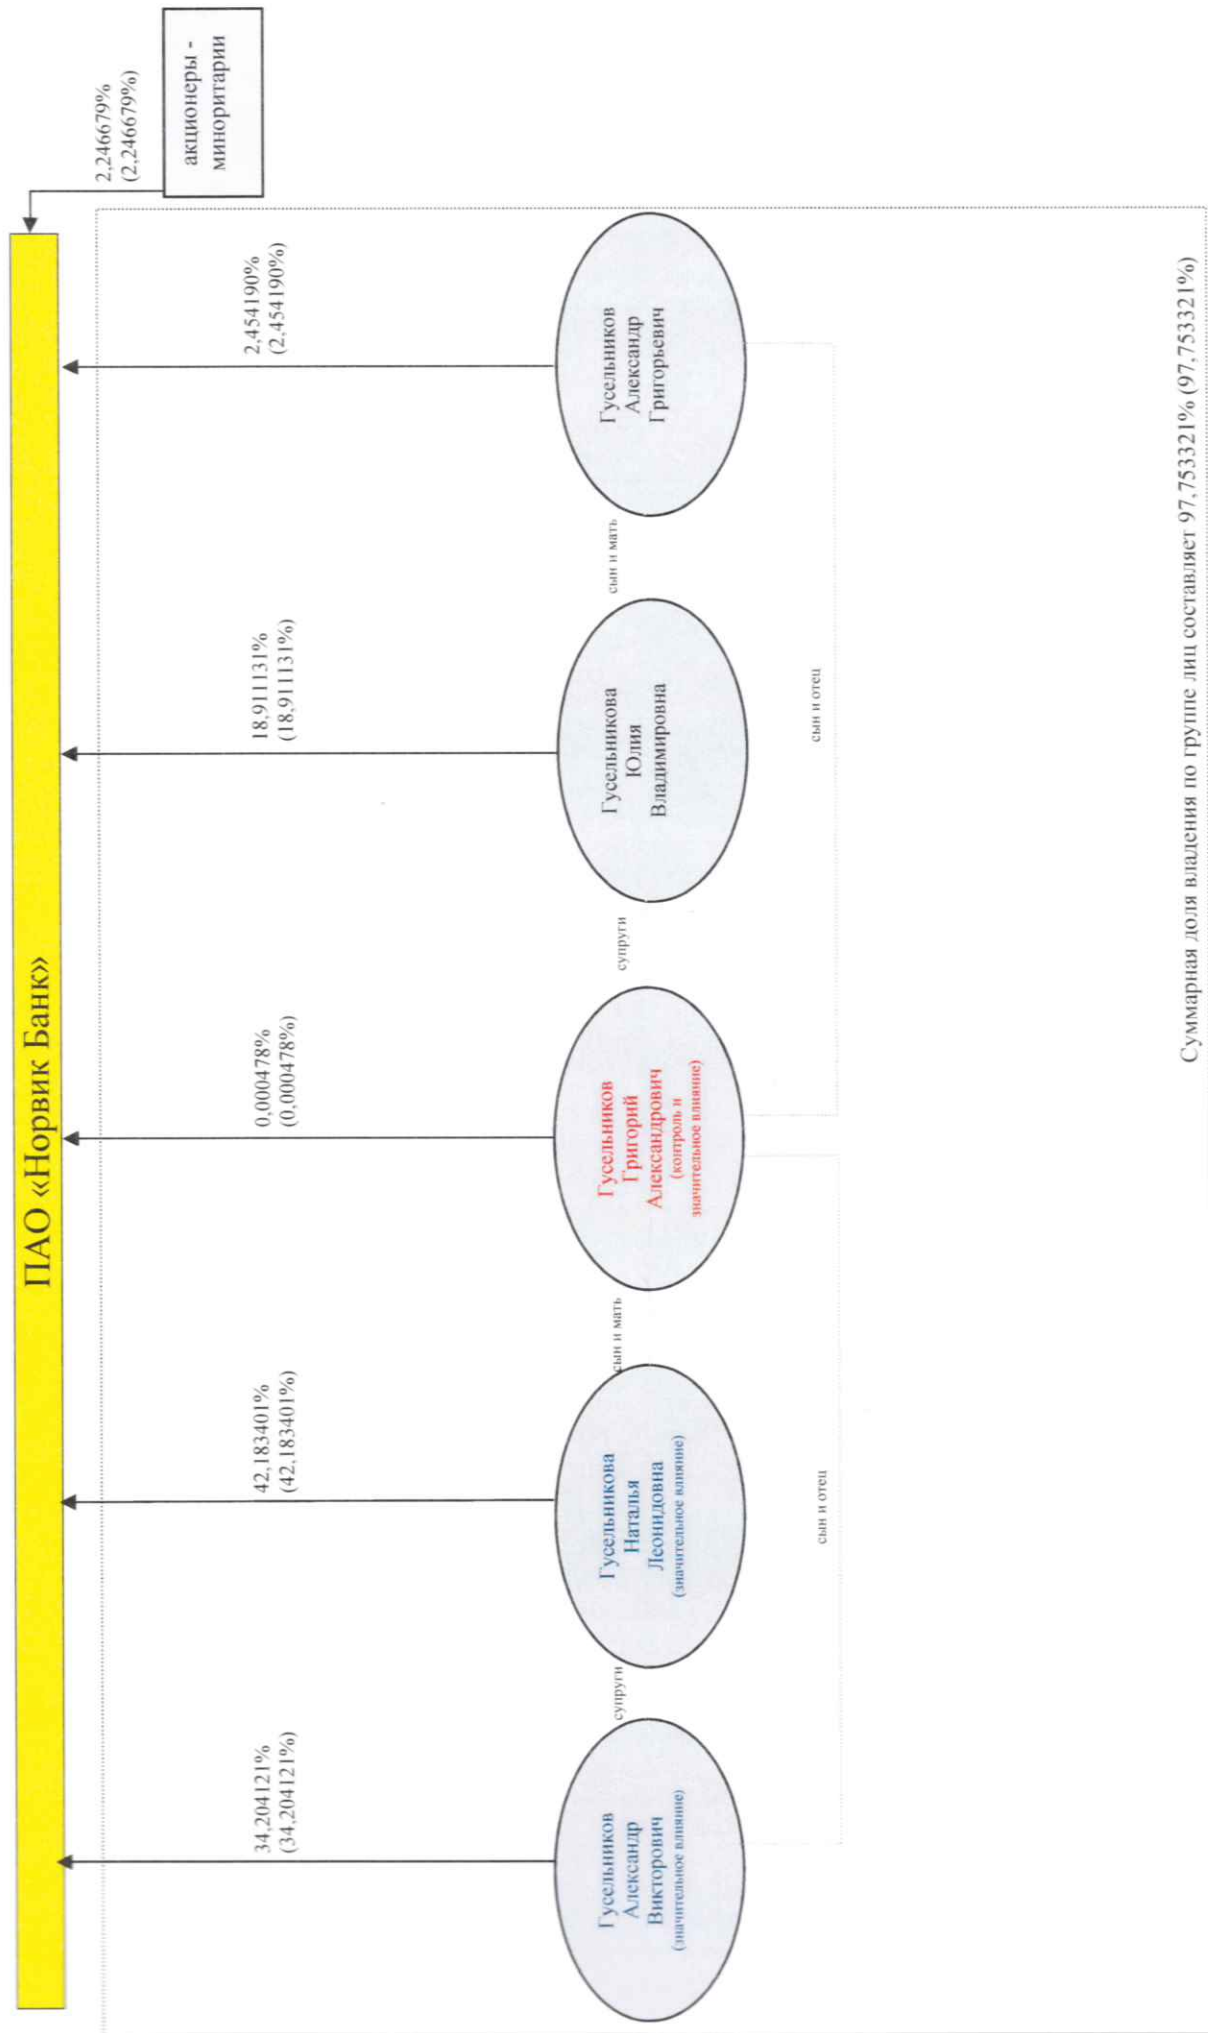 ПАО «Норвик Банк»
34,204121%
(34,204121%)
42,183401%
(42,183401%)
0,000478%
(0,000478%)
18,911131%
(18,911131%)
2,454190%
(2,454190%)
2,246679%
(2,246679%)
акционеры -
миноритарии
Гусельников
Александр
Викторович
(значительное влияние)
супруги
Гусельникова
Наталья
Леонидовна
(значительное влияние)
сын и мать
Гусельников
Григорий
Александрович
(контроль и
значительное влияние)
супруги
Гусельникова
Юлия
Владимировна
сын и мать
Гусельников
Александр
Григорьевич
сын и отец
сын и отец
Суммарная доля владения по группе лиц составляет 97,753321% (97,753321%)